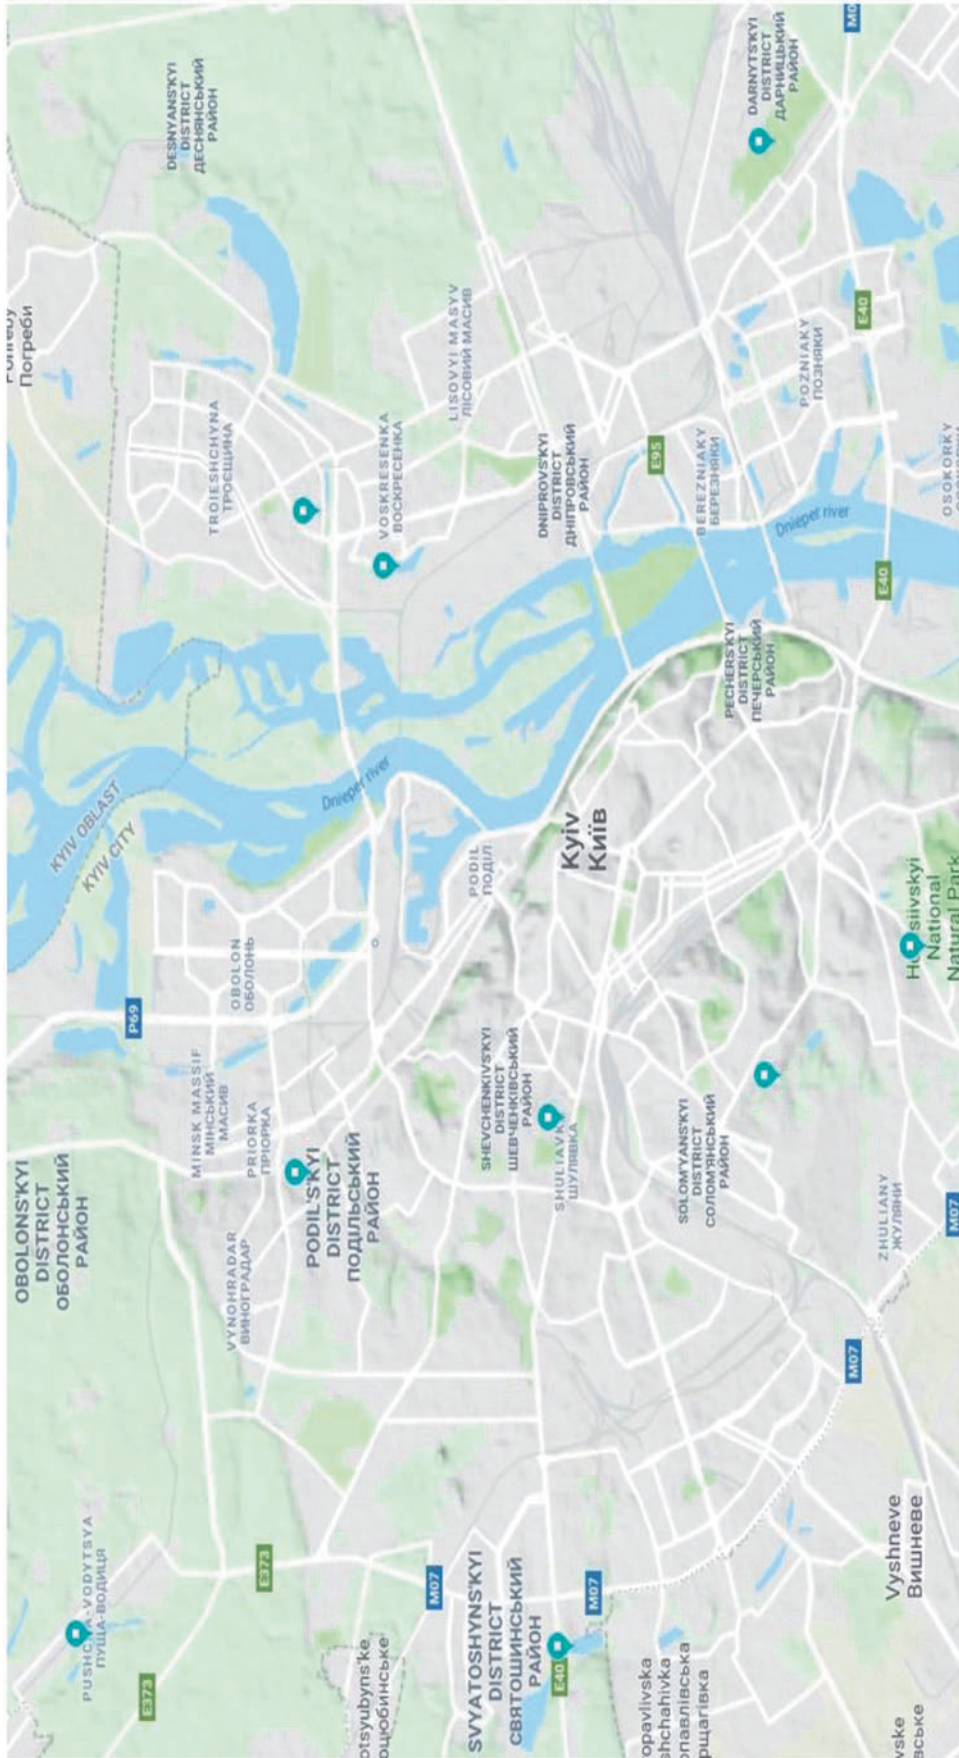 ПУЩА-ВОДИЦЯ
OBOLONS'KYI
DISTRICT
ОБОЛОНСЬКИЙ
РАЙОН
KYIV OBLAST
KYIV CITY
Погреби
E373
P69
DESNYANS'KYI
DISTRICT
ДЕСНЯНСЬКИЙ
РАЙОН
MINSK MASSIF
МІНСЬКИЙ
МАСИВ
TROIESHCHYNA
ТРОЄЩИНА
VYNOHRADAR
ВИНОГРАДАР
PRIORKA
ПРІОРКА
OBOLON
ОБОЛОНЬ
E373
PODIL'S'KYI
DISTRICT
ПОДІЛЬСЬКИЙ
РАЙОН
Dnieper river
VOSKRESENKA
ВОСКРЕСЕНКА
M07
LISOVYI MASYV
ЛІСОВИЙ МАСИВ
PODIL
ПОДІЛ
SVYATOSHYNS'KYI
DISTRICT
СВЯТОШИНСЬКИЙ
РАЙОН
SHEVCHENKIVS'KYI
DISTRICT
ШЕВЧЕНКІВСЬКИЙ
РАЙОН
ШУЛЯВКА
DNIPROVS'KYI
DISTRICT
ДНІПРОВСЬКИЙ
РАЙОН
E40
M07
Kyiv
Київ
E95
SOLOM'YANS'KYI
DISTRICT
СОЛОМ'ЯНСЬКИЙ
РАЙОН
BEREZNIAKY
БЕРЕЗНЯКИ
PECHERS'KYI
DISTRICT
ПЕЧЕРСЬКИЙ
РАЙОН
DARNYTS'KYI
DISTRICT
ДАРНИЦЬКИЙ
РАЙОН
Dnieper river
POZNIAKY
ПОЗНЯКИ
M07
E40
E40
ZHULIANY
ЖУЛЯНИ
Vyshneve
Вишневе
National
Natural Park
OSOKORKY
M07